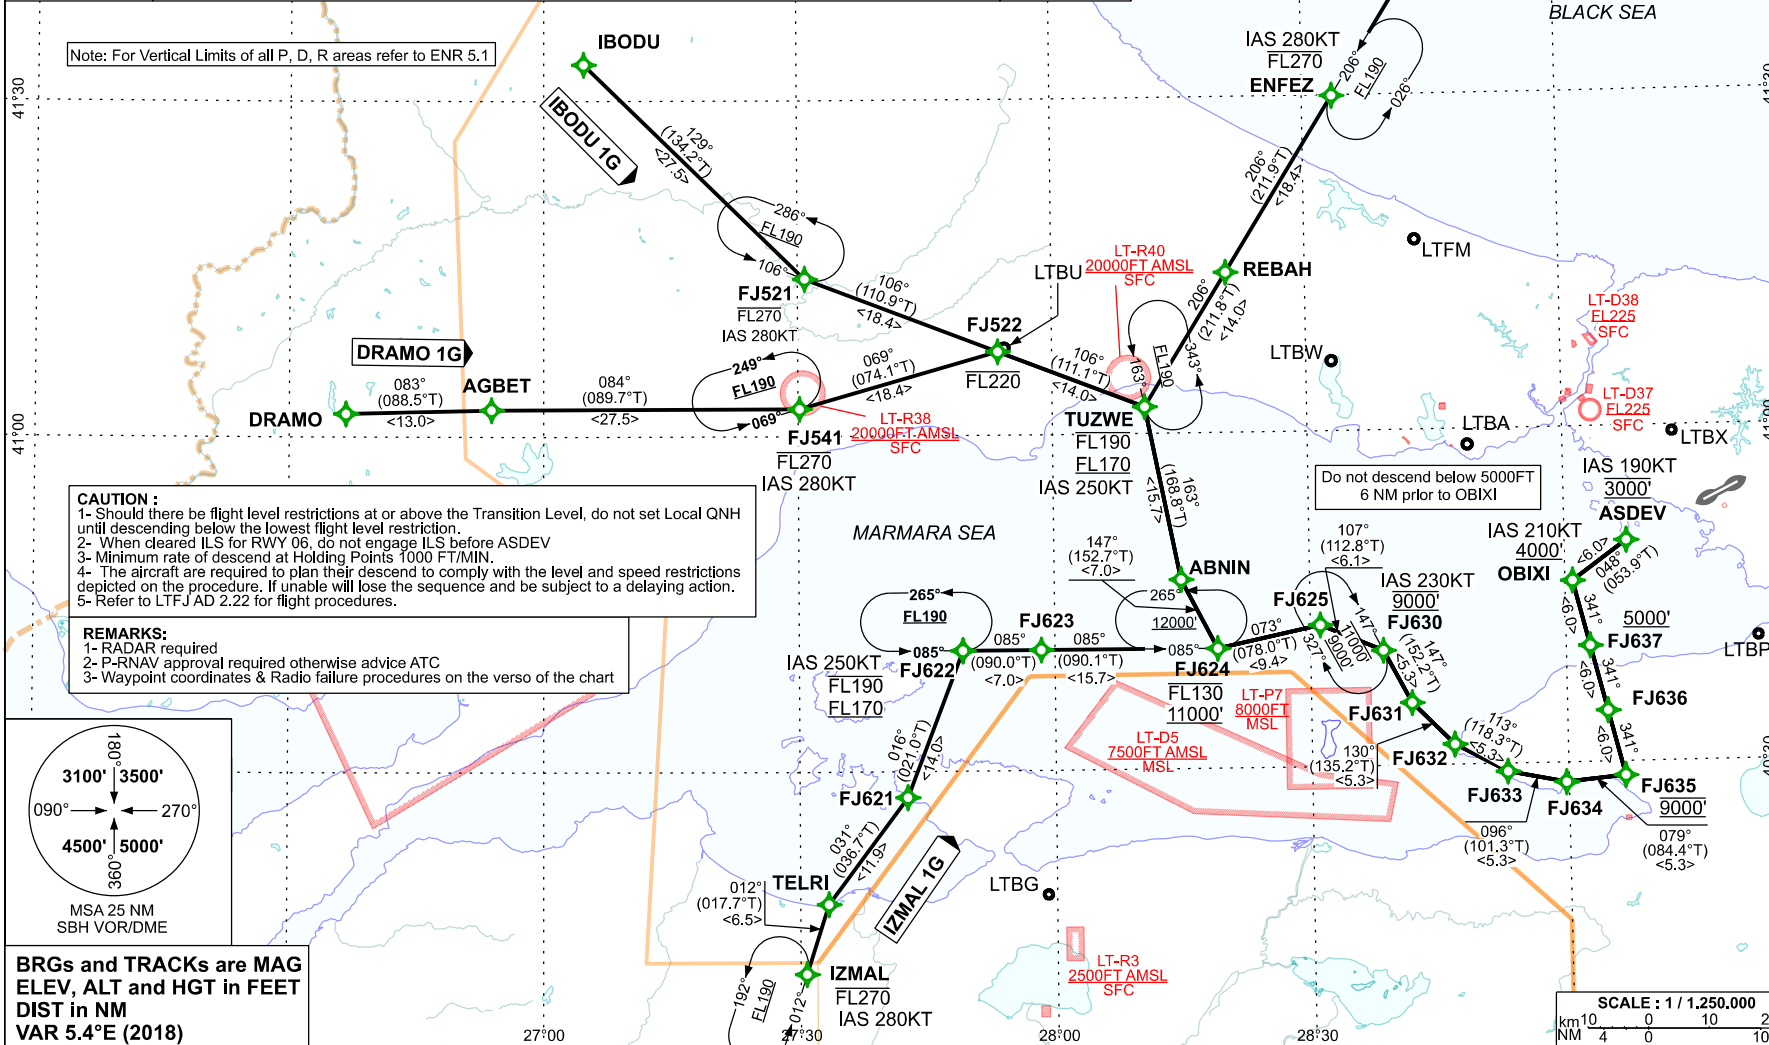 BLACK SEA
Note: For Vertical Limits of all P, D, R areas refer to ENR 5.1
IBODU
IBODU 1G
129°
(134.2°T)
<27.5>
IAS 280KT
FL270
ENFEZ
206°
FL190
026°
41°30
41°30
206°
(211.9°T)
<18.4>
286°
FL190
106°
FJ521
FL270
IAS 280KT
106°
(110.9°T)
<18.4>
LTBU
LT-R40
20000FT AMSL
SFC
REBAH
LTFM
206°
(211.8°T)
<14.0>
LT-D38
FL225
SFC
DRAMO 1G
FJ522
FL220
069°
(074.1°T)
<18.4>
106°
(111.1°T)
<14.0>
163°
FL190
343°
LTBW
249°
FL190
069°
083°
(088.5°T)
<13.0>
AGBET
084°
(089.7°T)
<27.5>
DRAMO
FJ541
FL270
IAS 280KT
LT-R38
20000FT AMSL
SFC
TUZWE
FL190
FL170
IAS 250KT
LT-D37
FL225
SFC
LTBA
LTBX
41°00
41°00
163°
(168.8°T)
<15.7>
Do not descend below 5000FT
6 NM prior to OBIXI
IAS 190KT
3000'
ASDEV
CAUTION :
1- Should there be flight level restrictions at or above the Transition Level, do not set Local QNH
until descending below the lowest flight level restriction.
2- When cleared ILS for RWY 06, do not engage ILS before ASDEV
3- Minimum rate of descend at Holding Points 1000 FT/MIN.
4- The aircraft are required to plan their descend to comply with the level and speed restrictions
depicted on the procedure. If unable will lose the sequence and be subject to a delaying action.
5- Refer to LTFJ AD 2.22 for flight procedures.
MARMARA SEA
147°
(152.7°T)
<7.0>
107°
(112.8°T)
<6.1>
IAS 210KT
4000'
OBIXI
<6.0>
048°
(053.9°T)
ABNIN
265°
12000'
085°
IAS 230KT
9000'
FJ630
FJ625
147°
11000'
9000'
327°
265°
FL190
085°
FJ623
085°
(090.0°T)
<7.0>
085°
(090.1°T)
<15.7>
073°
(078.0°T)
<9.4>
147°
(152.2°T)
<5.3>
341°
<6.0>
5000'
FJ637
LTBP
REMARKS:
1- RADAR required
2- P-RNAV approval required otherwise advice ATC
3- Waypoint coordinates & Radio failure procedures on the verso of the chart
FJ622
IAS 250KT
FL190
FL170
FJ624
FL130
11000'
LT-P7
8000FT
MSL
FJ631
341°
<6.0>
FJ636
LT-D5
7500FT AMSL
MSL
130°
(135.2°T)
<5.3>
FJ632
113°
(118.3°T)
<5.3>
341°
<6.0>
40°30
180°
3100' 3500'
090° 270°
4500' 5000'
360°
MSA 25 NM
SBH VOR/DME
016°
(021.0°T)
<14.0>
FJ621
FJ633
FJ634
FJ635
9000'
096°
(101.3°T)
<5.3>
079°
(084.4°T)
<5.3>
031°
(036.7°T)
<11.9>
IZMAL 1G
TELRI
012°
(017.7°T)
<6.5>
LTBG
LT-R3
2500FT AMSL
SFC
192°
FL190
012°
IZMAL
FL270
IAS 280KT
BRGs and TRACKs are MAG
ELEV, ALT and HGT in FEET
DIST in NM
VAR 5.4°E (2018)
27°00
27°30
28°00
28°30
SCALE : 1 / 1.250.000
km 10 0 10 2
NM 4 0 10